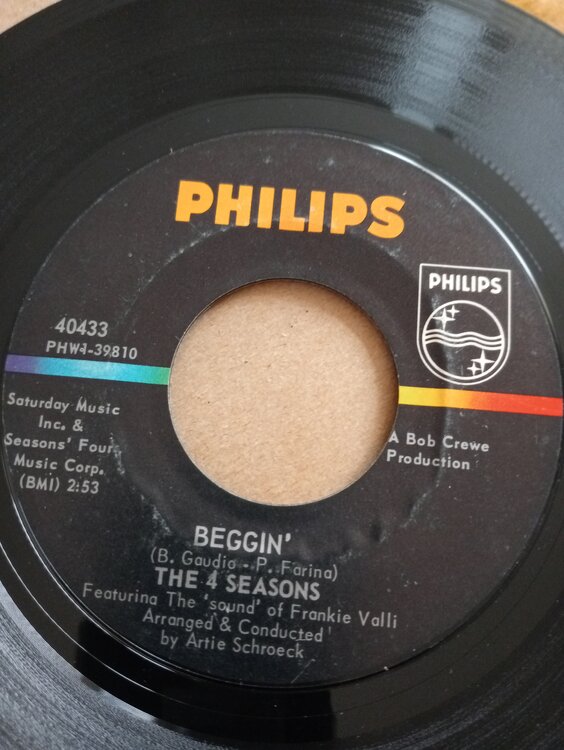 PHILIPS
PHILIPS
40433
PHW1-39810
Saturday Music
Inc. &
Seasons' Four
Music Corp.
(BMI) 2:53
A Bob Crewe
Production
BEGGIN'
(B. Gaudio - P. Farina)
THE 4 SEASONS
Featuring The 'sound' of Frankie Valli
Arranged & Conducted
by Artie Schroeck